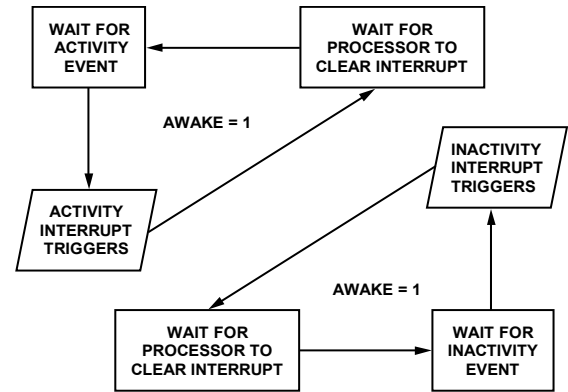 WAIT FOR
ACTIVITY
EVENT
WAIT FOR
PROCESSOR TO
CLEAR INTERRUPT
AWAKE = 1
ACTIVITY
INTERRUPT
TRIGGERS
INACTIVITY
INTERRUPT
TRIGGERS
AWAKE = 1
WAIT FOR
PROCESSOR TO
CLEAR INTERRUPT
WAIT FOR
INACTIVITY
EVENT